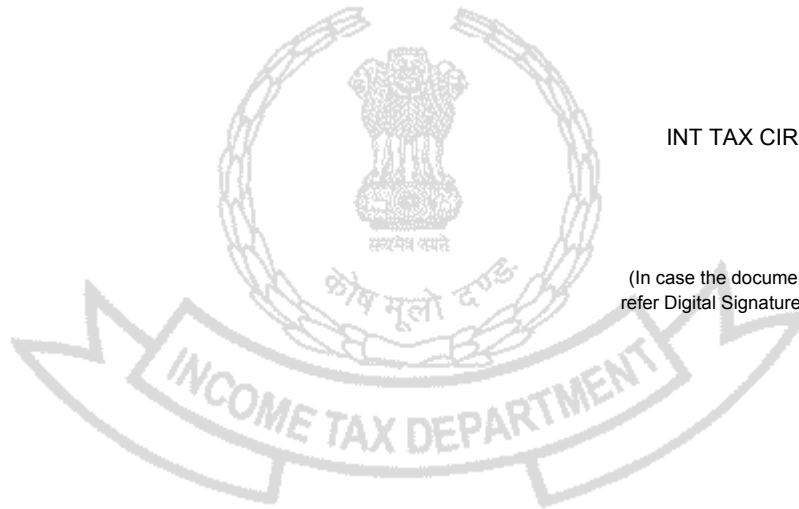 INT TAX CIR
सत्यमेव जयते
(In case the docume
refer Digital Signature
कोष मूलो दण्डः
INCOME TAX DEPARTMENT